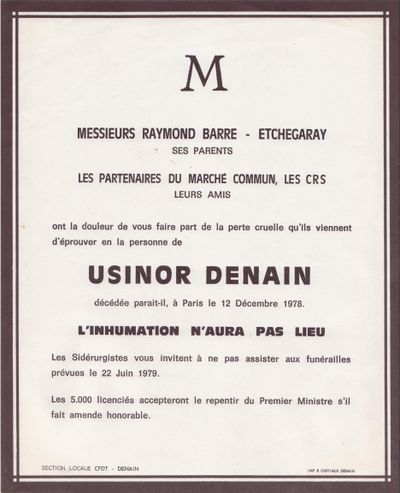 M
MESSIEURS RAYMOND BARRE - ETCHEGARAY
SES PARENTS
LES PARTENAIRES DU MARCHÉ COMMUN, LES CRS
LEURS AMIS
ont la douleur de vous faire part de la perte cruelle qu'ils viennent
d'éprouver en la personne de
USINOR DENAIN
décédée parait-il, à Paris le 12 Décembre 1978.
L'INHUMATION N'AURA PAS LIEU
Les Sidérurgistes vous invitent à ne pas assister aux funérailles
prévues le 22 Juin 1979.
Les 5.000 licenciés accepteront le repentir du Premier Ministre s'il
fait amende honorable.
SECTION LOCALE CFDT - DENAIN
IMP. DENAIN